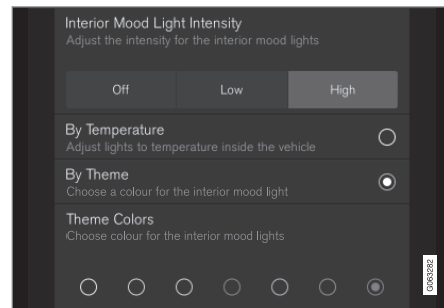 Interior Mood Light Intensity
Adjust the intensity for the interior mood lights
Off Low High
By Temperature
Adjust lights to temperature inside the vehicle
By Theme
Choose a colour for the interior mood light
Theme Colors
Choose colour for the interior mood lights
G063282